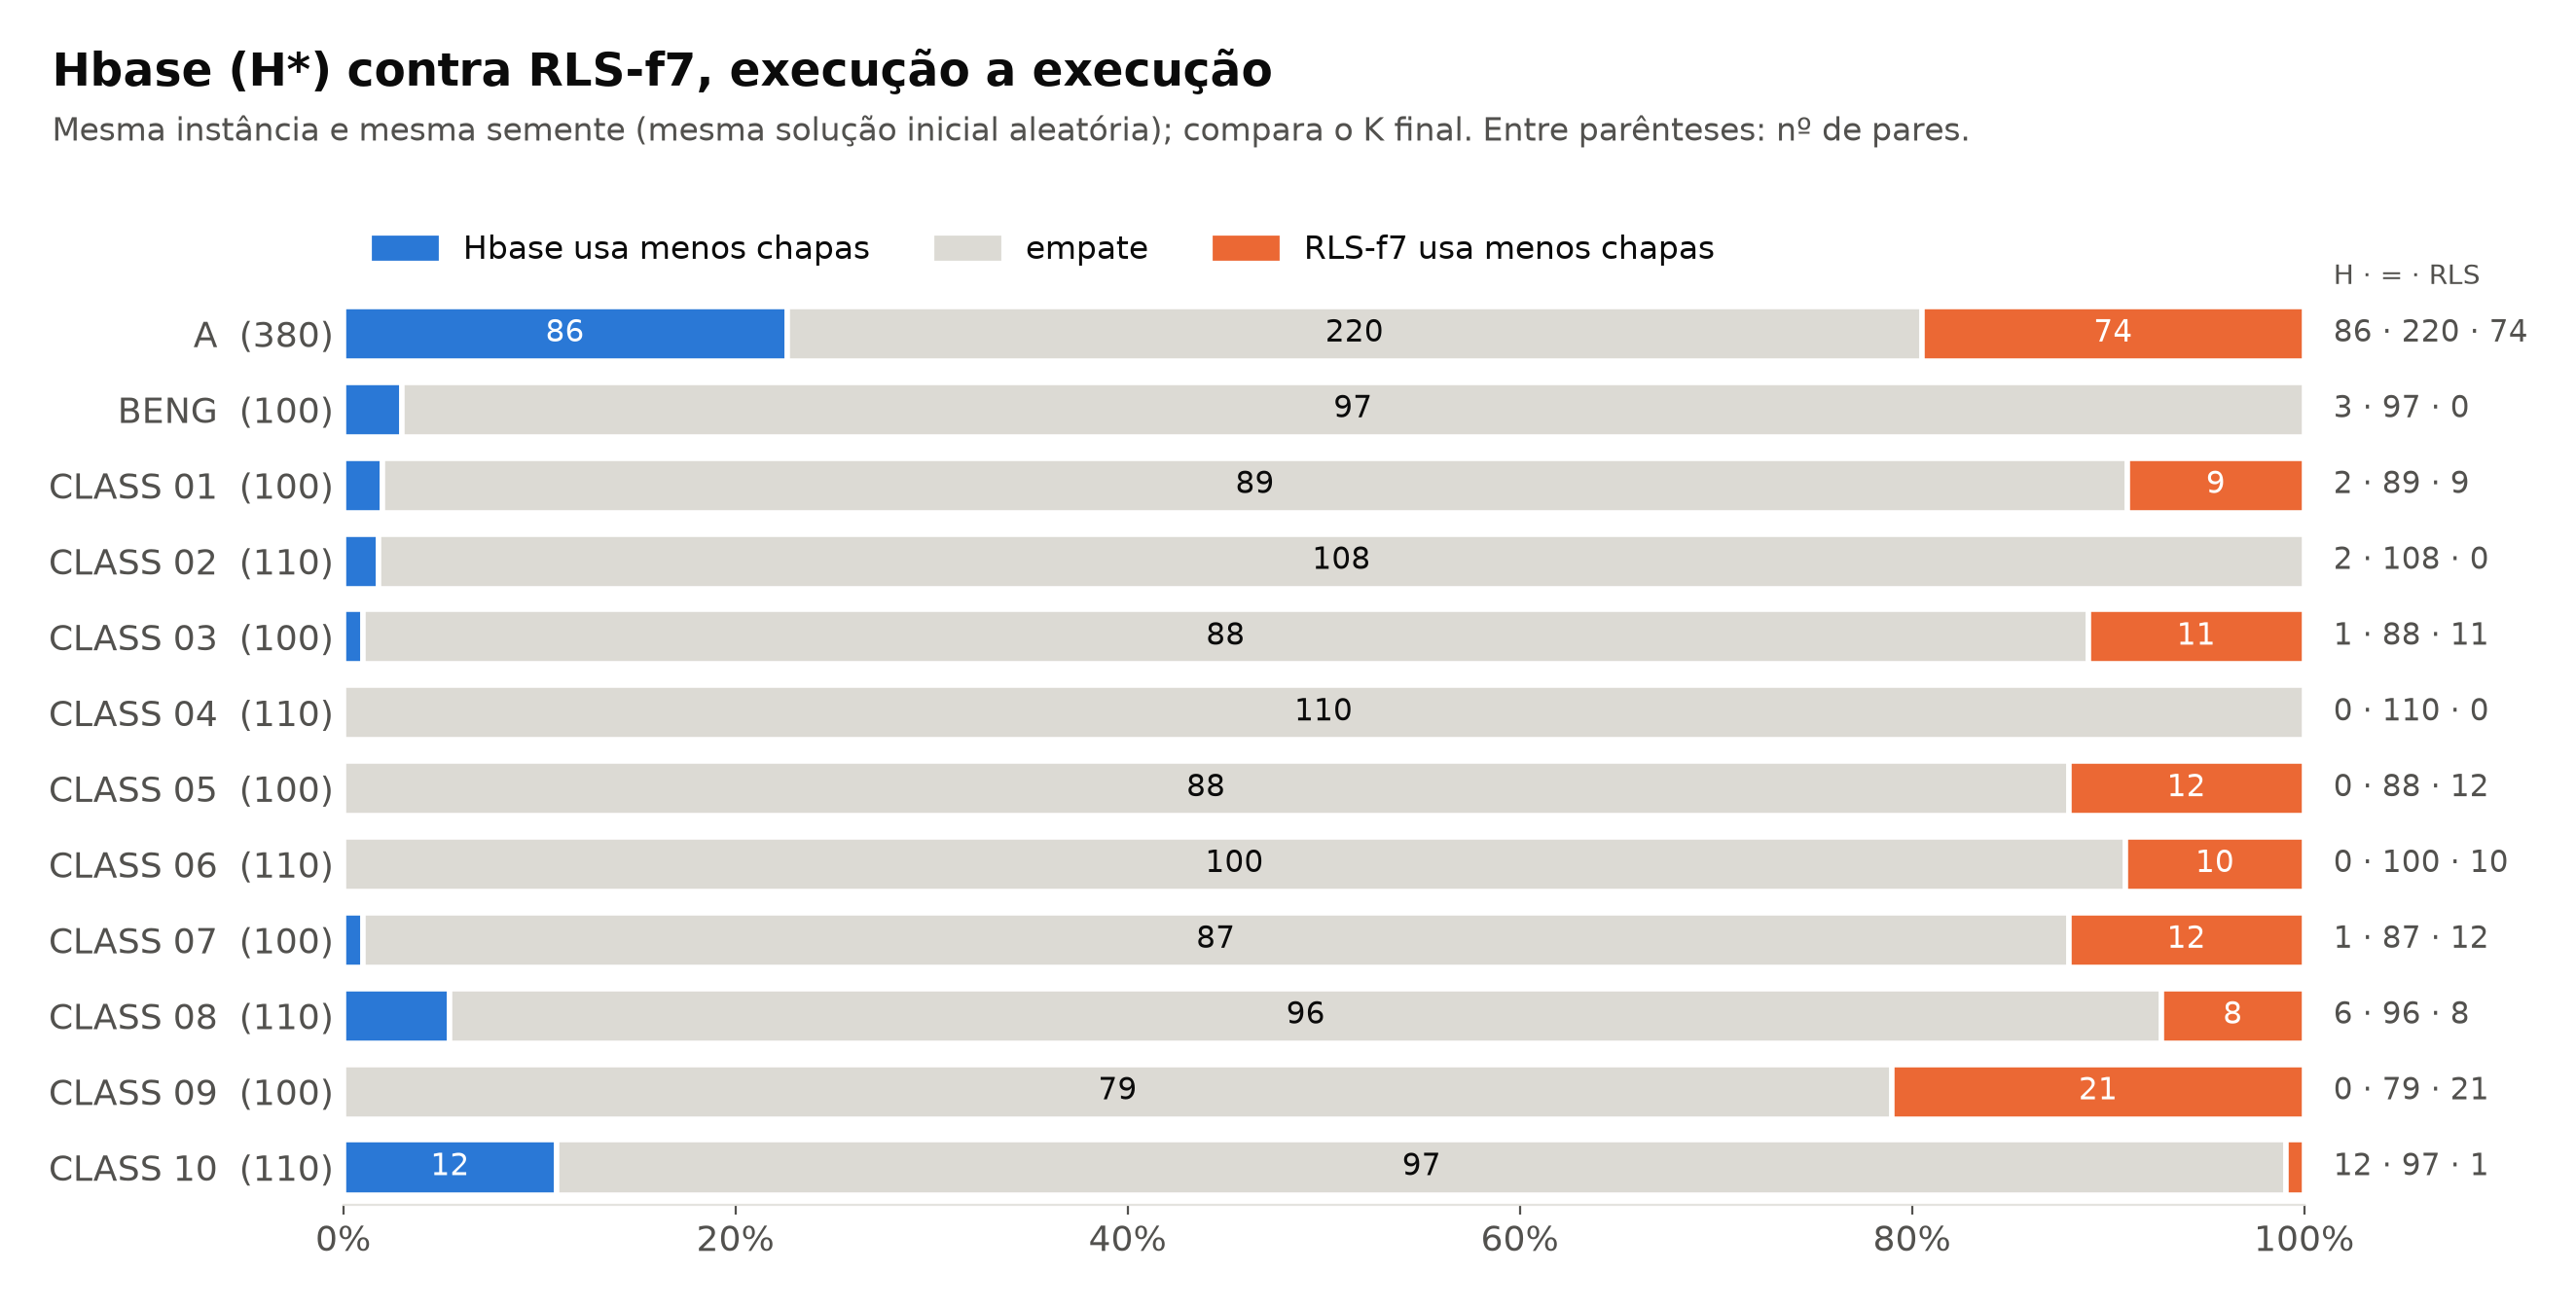 Hbase (H*) contra RLS-f7, execução a execução
Mesma instância e mesma semente (mesma solução inicial aleatória); compara o K final. Entre parênteses: nº de pares.
Hbase usa menos chapas empate RLS-f7 usa menos chapas
H · = · RLS
A (380) 86 220 74 86 · 220 · 74
BENG (100) 97 3 · 97 · 0
CLASS 01 (100) 89 9 2 · 89 · 9
CLASS 02 (110) 108 2 · 108 · 0
CLASS 03 (100) 88 11 1 · 88 · 11
CLASS 04 (110) 110 0 · 110 · 0
CLASS 05 (100) 88 12 0 · 88 · 12
CLASS 06 (110) 100 10 0 · 100 · 10
CLASS 07 (100) 87 12 1 · 87 · 12
CLASS 08 (110) 96 8 6 · 96 · 8
CLASS 09 (100) 79 21 0 · 79 · 21
CLASS 10 (110) 12 97 12 · 97 · 1
0% 20% 40% 60% 80% 100%